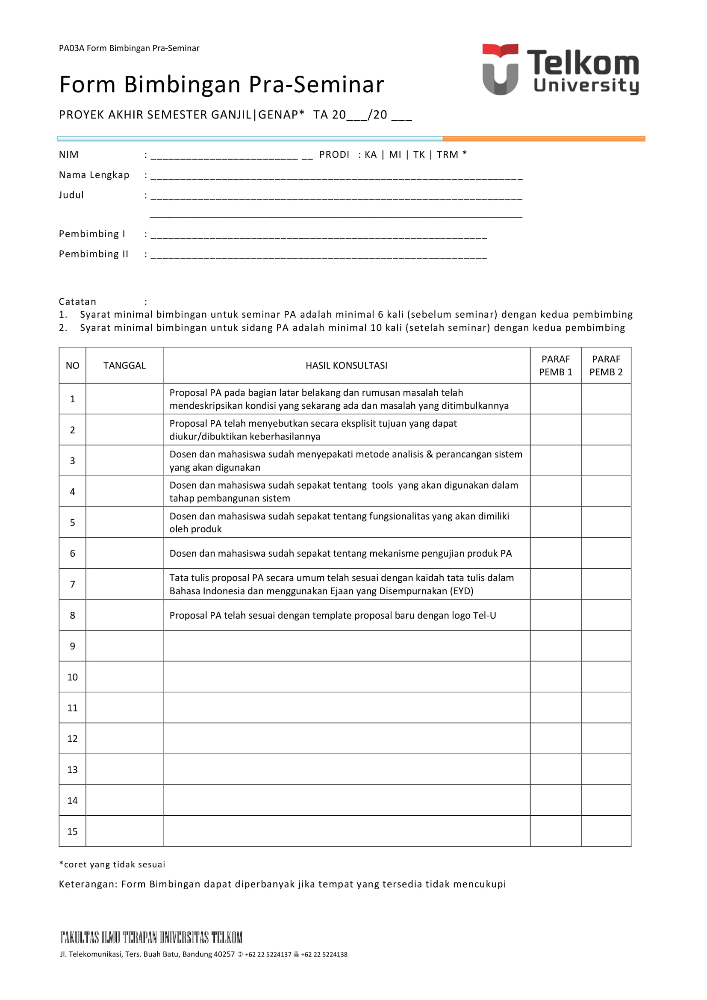 PA03A Form Bimbingan Pra-Seminar
Telkom
University
Form Bimbingan Pra-Seminar
PROYEK AKHIR SEMESTER GANJIL|GENAP*  TA 20___/20 ___
NIM : _________________________ __ PRODI : KA | MI | TK | TRM *
Nama Lengkap : _______________________________________________________________
Judul : _______________________________________________________________
_______________________________________________________________
Pembimbing I : _________________________________________________________
Pembimbing II : _________________________________________________________
Catatan :
1. Syarat minimal bimbingan untuk seminar PA adalah minimal 6 kali (sebelum seminar) dengan kedua pembimbing
2. Syarat minimal bimbingan untuk sidang PA adalah minimal 10 kali (setelah seminar) dengan kedua pembimbing
NO TANGGAL HASIL KONSULTASI PARAF PEMB 1 PARAF PEMB 2
1 Proposal PA pada bagian latar belakang dan rumusan masalah telah
mendeskripsikan kondisi yang sekarang ada dan masalah yang ditimbulkannya
2 Proposal PA telah menyebutkan secara eksplisit tujuan yang dapat
diukur/dibuktikan keberhasilannya
3 Dosen dan mahasiswa sudah menyepakati metode analisis & perancangan sistem
yang akan digunakan
4 Dosen dan mahasiswa sudah sepakat tentang  tools  yang akan digunakan dalam
tahap pembangunan sistem
5 Dosen dan mahasiswa sudah sepakat tentang fungsionalitas yang akan dimiliki
oleh produk
6 Dosen dan mahasiswa sudah sepakat tentang mekanisme pengujian produk PA
7 Tata tulis proposal PA secara umum telah sesuai dengan kaidah tata tulis dalam
Bahasa Indonesia dan menggunakan Ejaan yang Disempurnakan (EYD)
8 Proposal PA telah sesuai dengan template proposal baru dengan logo Tel-U
9
10
11
12
13
14
15
*coret yang tidak sesuai
Keterangan: Form Bimbingan dapat diperbanyak jika tempat yang tersedia tidak mencukupi
FAKULTAS ILMU TERAPAN UNIVERSITAS TELKOM
Jl. Telekomunikasi, Ters. Buah Batu, Bandung 40257 +62 22 5224137 +62 22 5224138